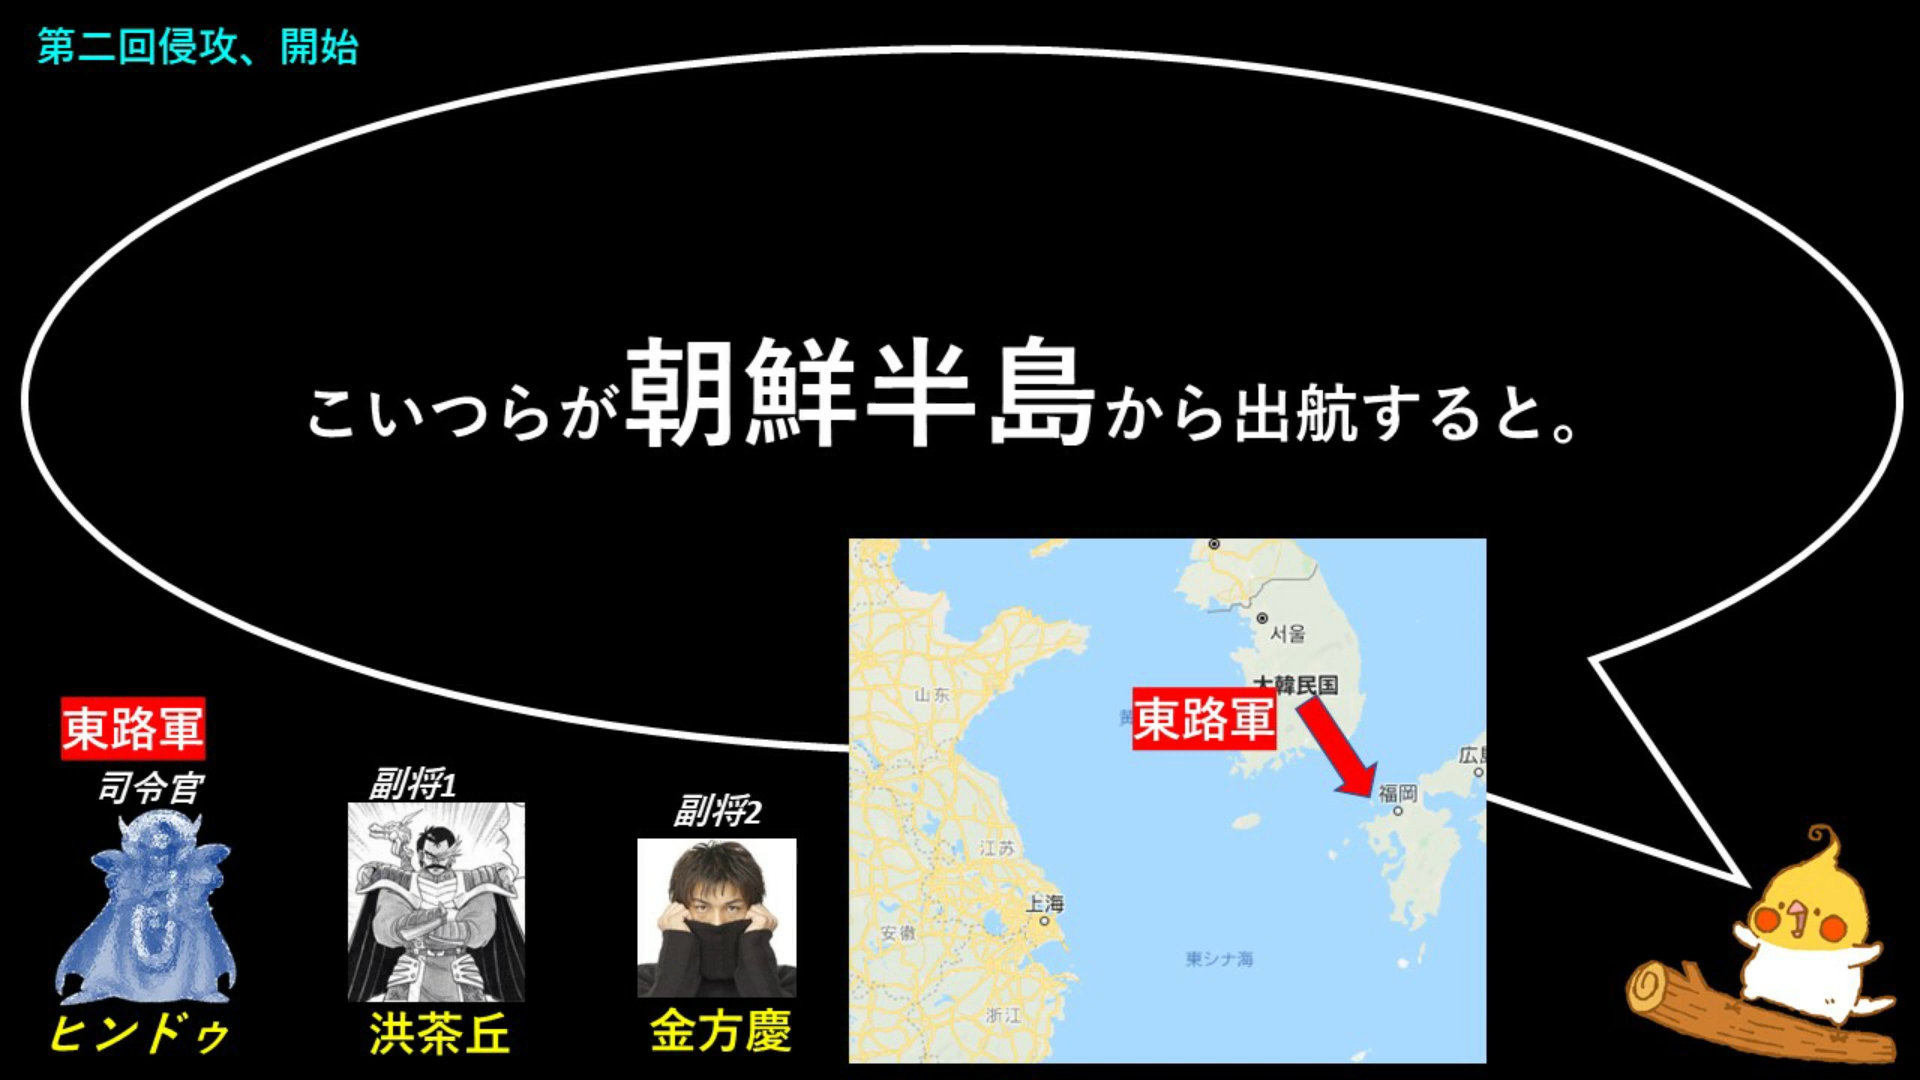 第二回侵攻、開始
こいつらが朝鮮半島から出航すると。
東路軍
司令官
ヒンドゥ
副将1
洪茶丘
副将2
金方慶
서울
大韓民国
東路軍
山东
黄
広島
福岡
江苏
上海
安徽
東シナ海
浙江